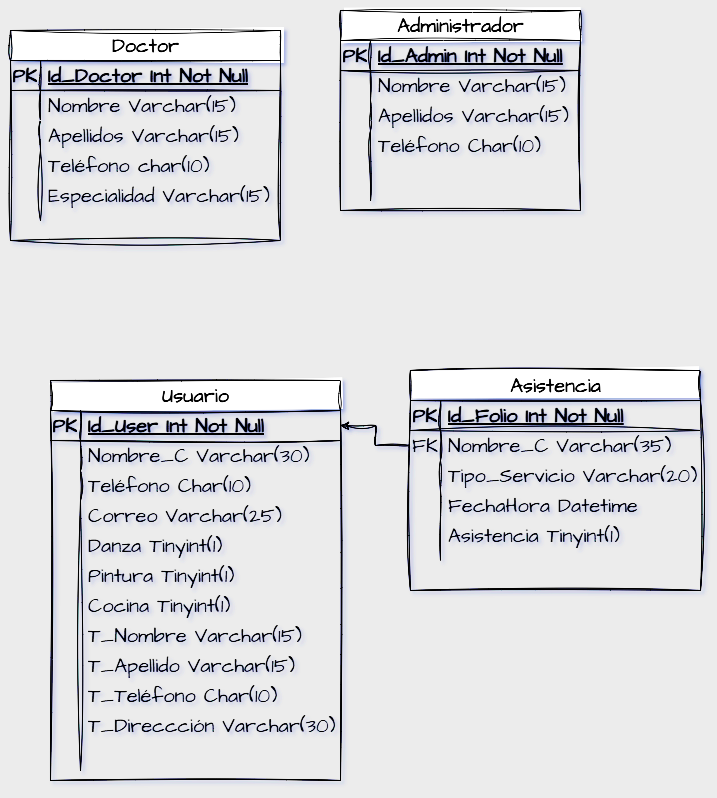 Doctor
PK Id_Doctor Int Not Null
Nombre Varchar(15)
Apellidos Varchar(15)
Teléfono char(10)
Especialidad Varchar(15)
Administrador
PK Id_Admin Int Not Null
Nombre Varchar(15)
Apellidos Varchar(15)
Teléfono Char(10)
Usuario
PK Id_User Int Not Null
Nombre_C Varchar(30)
Teléfono Char(10)
Correo Varchar(25)
Danza Tinyint(1)
Pintura Tinyint(1)
Cocina Tinyint(1)
T_Nombre Varchar(15)
T_Apellido Varchar(15)
T_Teléfono Char(10)
T_Direccción Varchar(30)
Asistencia
PK Id_Folio Int Not Null
FK Nombre_C Varchar(35)
Tipo_Servicio Varchar(20)
FechaHora Datetime
Asistencia Tinyint(1)